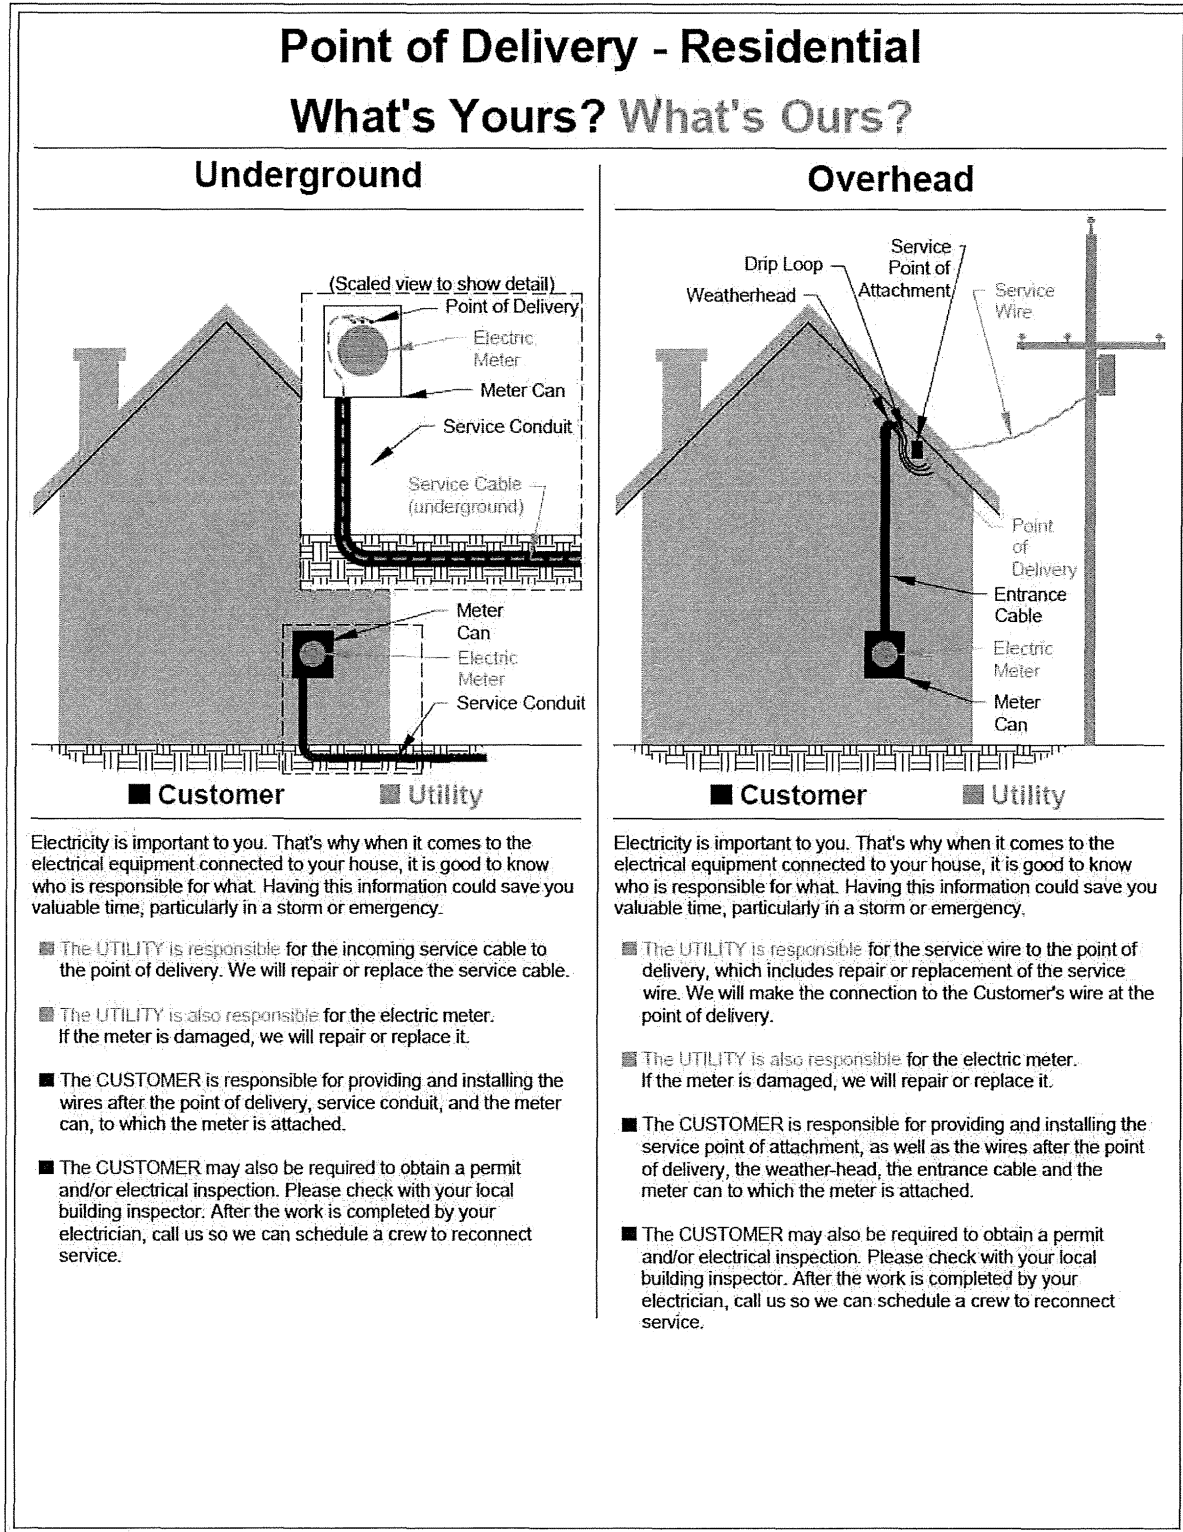 Point of Delivery - Residential
What's Yours? What's Ours?
Underground
(Scaled view to show detail)
Point of Delivery
Electric
Meter
Meter Can
Service Conduit
Service Cable
(underground)
Meter
Can
Electric
Meter
Service Conduit
Customer
Utility
Electricity is important to you. That's why when it comes to the
electrical equipment connected to your house, it is good to know
who is responsible for what. Having this information could save you
valuable time, particularly in a storm or emergency.
The UTILITY is responsible for the incoming service cable to
the point of delivery. We will repair or replace the service cable.
The UTILITY is also responsible for the electric meter.
If the meter is damaged, we will repair or replace it.
The CUSTOMER is responsible for providing and installing the
wires after the point of delivery, service conduit, and the meter
can, to which the meter is attached.
The CUSTOMER may also be required to obtain a permit
and/or electrical inspection. Please check with your local
building inspector. After the work is completed by your
electrician, call us so we can schedule a crew to reconnect
service.
Overhead
Service
Point of
Attachment
Drip Loop
Weatherhead
Service
Wire
Point
of
Delivery
Entrance
Cable
Electric
Meter
Meter
Can
Customer
Utility
Electricity is important to you. That's why when it comes to the
electrical equipment connected to your house, it is good to know
who is responsible for what. Having this information could save you
valuable time, particularly in a storm or emergency.
The UTILITY is responsible for the service wire to the point of
delivery, which includes repair or replacement of the service
wire. We will make the connection to the Customer's wire at the
point of delivery.
The UTILITY is also responsible for the electric meter.
If the meter is damaged, we will repair or replace it.
The CUSTOMER is responsible for providing and installing the
service point of attachment, as well as the wires after the point
of delivery, the weather-head, the entrance cable and the
meter can to which the meter is attached.
The CUSTOMER may also be required to obtain a permit
and/or electrical inspection. Please check with your local
building inspector. After the work is completed by your
electrician, call us so we can schedule a crew to reconnect
service.